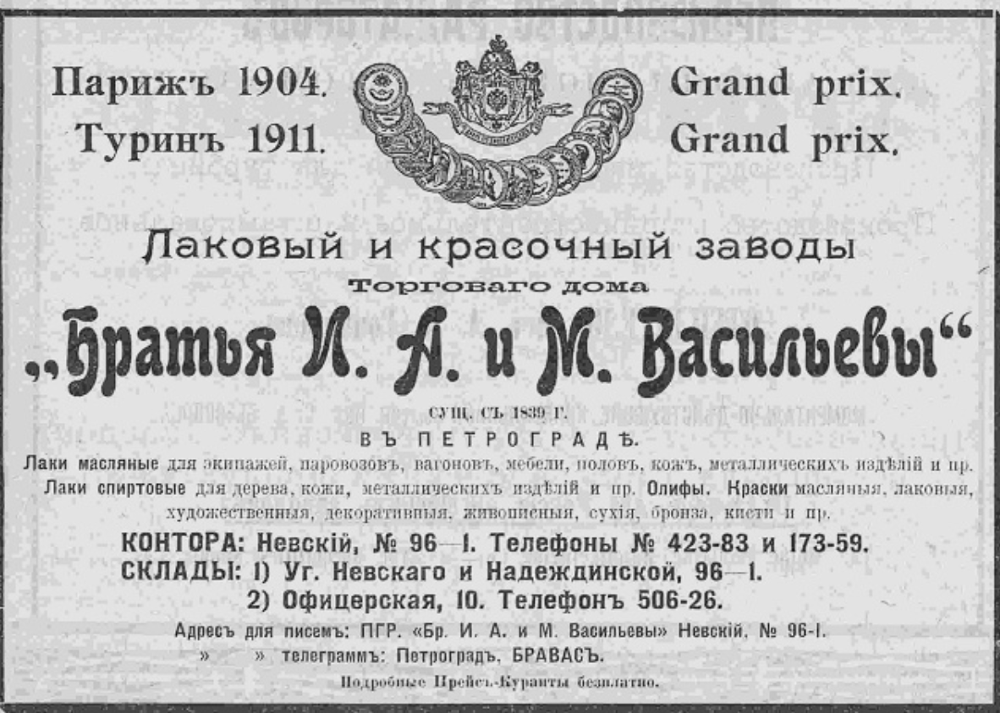 Парижъ 1904. Grand prix.
Туринъ 1911. Grand prix.
Лаковый и красочный заводы
Торговаго дома
„Братья И. А. и М. Васильевы“
СУЩ. СЪ 1839 Г.
ВЪ ПЕТРОГРАДѢ.
Лаки масляные для экипажей, паровозовъ, вагоновъ, мебели, половъ, кожъ, металлическихъ издѣлій и пр.
Лаки спиртовые для дерева, кожи, металлическихъ издѣлій и пр. Олифы. Краски масляныя, лаковыя,
художественныя, декоративныя, живописныя, сухія, бронза, кисти и пр.
КОНТОРА: Невскій, № 96—I. Телефоны № 423-83 и 173-59.
СКЛАДЫ: 1) Уг. Невскаго и Надеждинской, 96—I.
2) Офицерская, 10. Телефонъ 506-26.
Адресъ для писемъ: ПГР. «Бр. И. А. и М. Васильевы» Невскій, № 96-I.
» » телеграммъ: Петроградъ, БРАВАСЪ.
Подробные Прейсъ-Куранты безплатно.